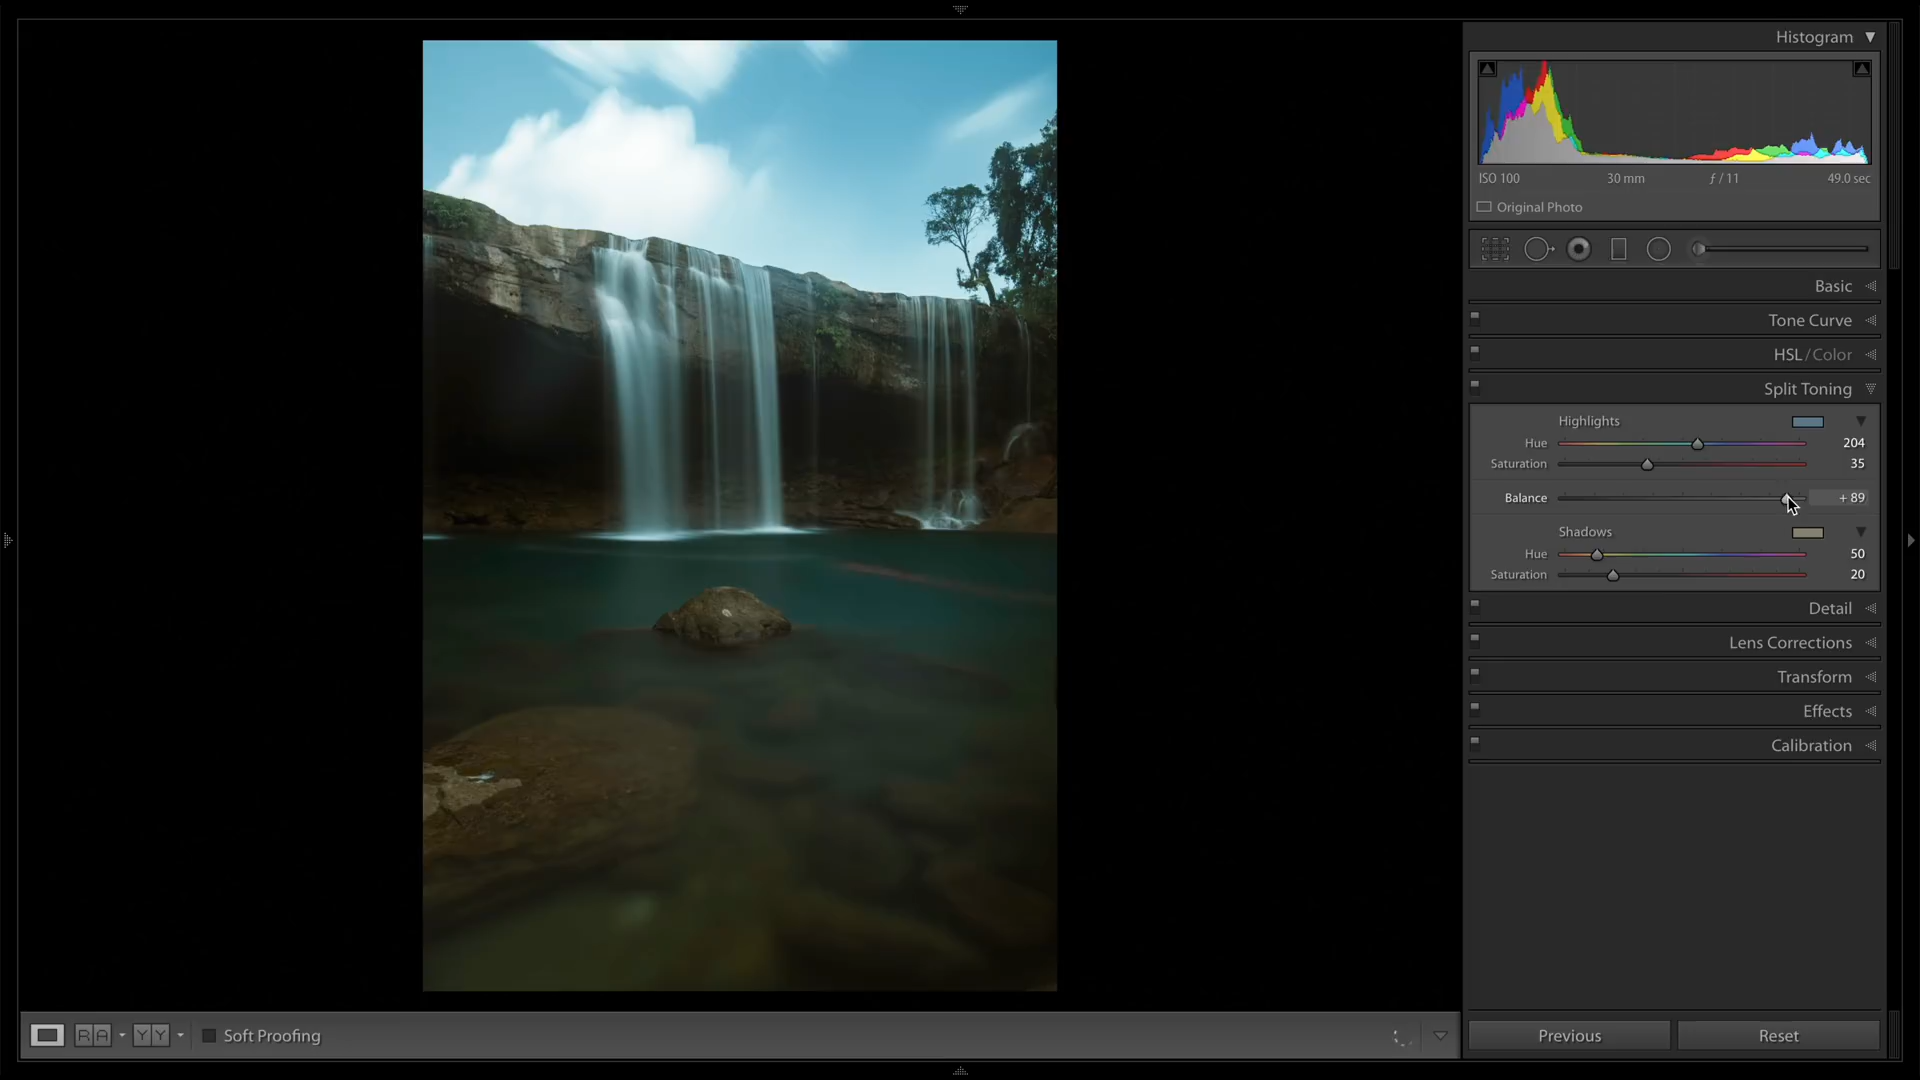 Histogram
ISO 100 30 mm ƒ / 11 49.0 sec
Original Photo
Basic
Tone Curve
HSL / Color
Split Toning
Highlights
Hue 204
Saturation 35
Balance + 89
Shadows
Hue 50
Saturation 20
Detail
Lens Corrections
Transform
Effects
Calibration
R A Y Y Soft Proofing
Previous Reset